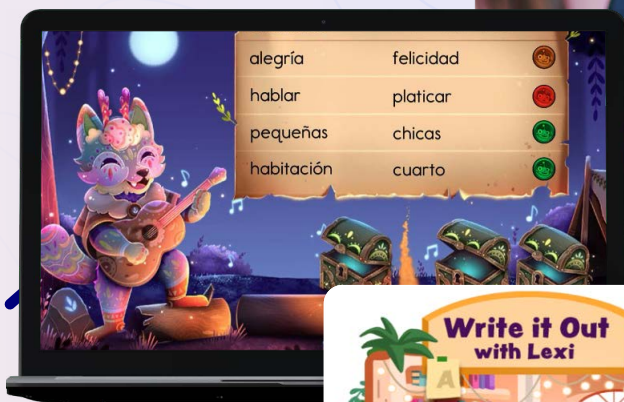 alegría felicidad
hablar platicar
pequeñas chicas
habitación cuarto
Write it Out
with Lexi
A